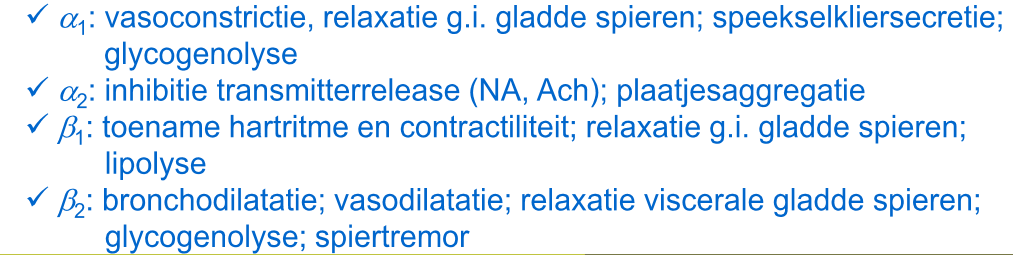 ✓ α₁: vasoconstrictie, relaxatie g.i. gladde spieren; speekselkliersecretie;
glycogenolyse
✓ α₂: inhibitie transmitterrelease (NA, Ach); plaatjesaggregatie
✓ β₁: toename hartritme en contractiliteit; relaxatie g.i. gladde spieren;
lipolyse
✓ β₂: bronchodilatatie; vasodilatatie; relaxatie viscerale gladde spieren;
glycogenolyse; spiertremor